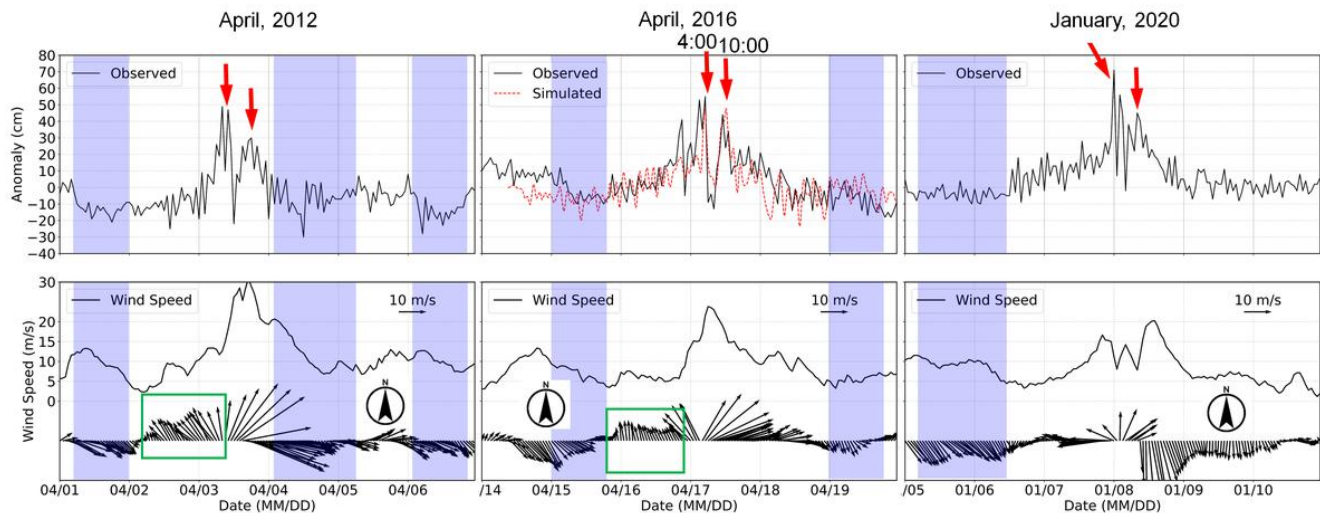 April, 2012
April, 2016
January, 2020
4:00
10:00
Anomaly (cm)
80
70
60
50
40
30
20
10
0
−10
−20
−30
−40
Observed
Observed
Simulated
Observed
Wind Speed (m/s)
30
25
20
15
10
5
0
Wind Speed
10 m/s
N
Wind Speed
10 m/s
N
Wind Speed
10 m/s
N
04/01
04/02
04/03
04/04
04/05
04/06
/14
04/15
04/16
04/17
04/18
04/19
/05
01/06
01/07
01/08
01/09
01/10
Date (MM/DD)
Date (MM/DD)
Date (MM/DD)